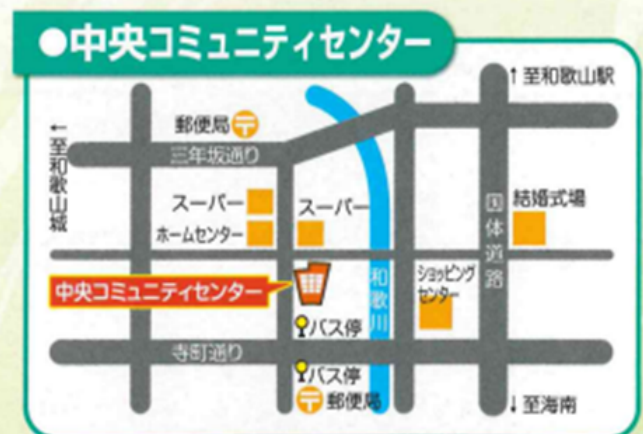 ●中央コミュニティセンター
↑至和歌山駅
郵便局〒
三年坂通り
←至和歌山城
スーパー
スーパー
ホームセンター
国体道路
結婚式場
中央コミュニティセンター
和歌川
ショッピング
センター
バス停
寺町通り
バス停
〒郵便局
↓至海南